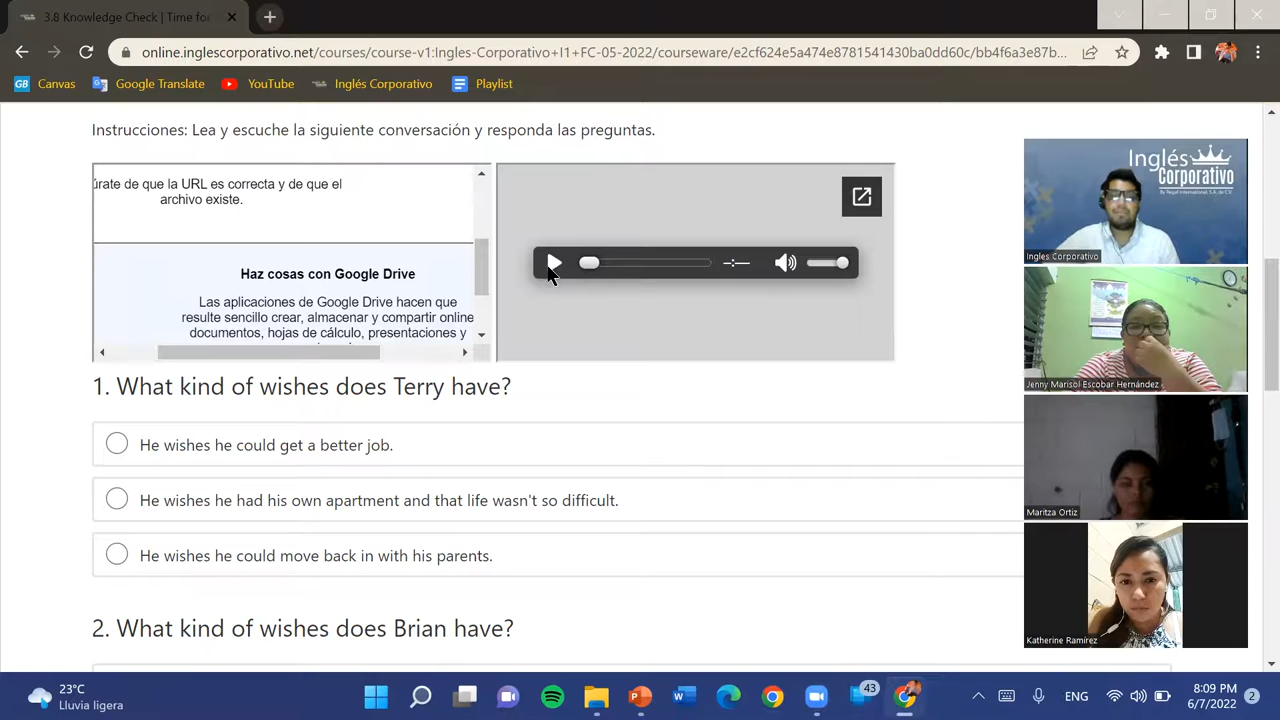 3.8 Knowledge Check | Time for
online.inglescorporativo.net/courses/course-v1:Ingles-Corporativo+I1+FC-05-2022/courseware/e2cf624e5a474e8781541430ba0dd60c/bb4f6a3e87b...
GB Canvas Google Translate YouTube Inglés Corporativo Playlist
Instrucciones: Lea y escuche la siguiente conversación y responda las preguntas.
úrate de que la URL es correcta y de que el
archivo existe.
Haz cosas con Google Drive
Las aplicaciones de Google Drive hacen que
resulte sencillo crear, almacenar y compartir online
documentos, hojas de cálculo, presentaciones y
1. What kind of wishes does Terry have?
He wishes he could get a better job.
He wishes he had his own apartment and that life wasn't so difficult.
He wishes he could move back in with his parents.
2. What kind of wishes does Brian have?
Inglés
Corporativo
By Regal International, S.A. de C.V.
Ingles Corporativo
Jenny Marisol Escobar Hernández
Maritza Ortiz
Katherine Ramírez
23°C
Lluvia ligera
43
ENG
8:09 PM
6/7/2022
2